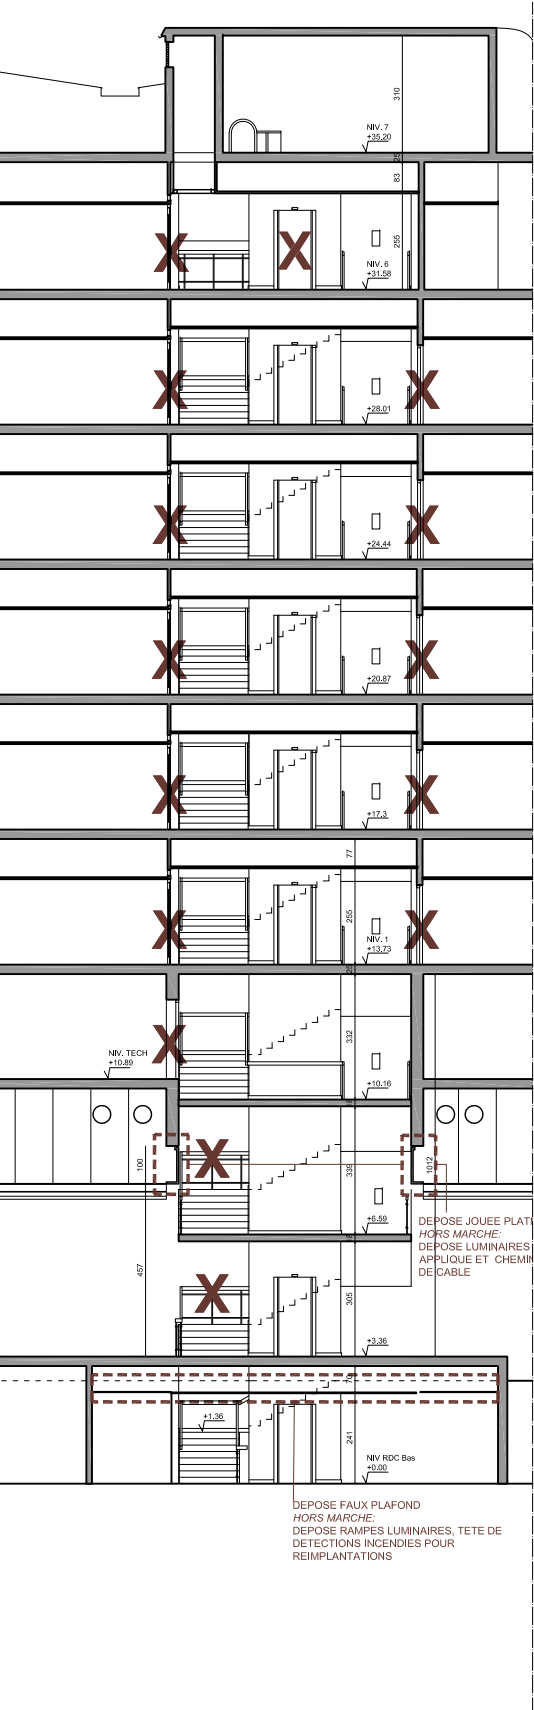 310
NIV. 7
+35.20
25
83
255
NIV. 6
+31.58
X X
+28.01
X X
+24.44
X X
+20.87
X X
+17.3
X X
77
255
NIV. 1
+13.73
X X
25
332
NIV. TECH
+10.89
X
+10.16
18
100
X
339
1012
+6.59
18
DEPOSE JOUEE PLAT
HORS MARCHE:
DEPOSE LUMINAIRES
APPLIQUE ET CHEMIN
DE CABLE
457
X
305
+3.36
+1.36
241
NIV RDC Bas
+0.00
DEPOSE FAUX PLAFOND
HORS MARCHE:
DEPOSE RAMPES LUMINAIRES, TETE DE
DETECTIONS INCENDIES POUR
REIMPLANTATIONS